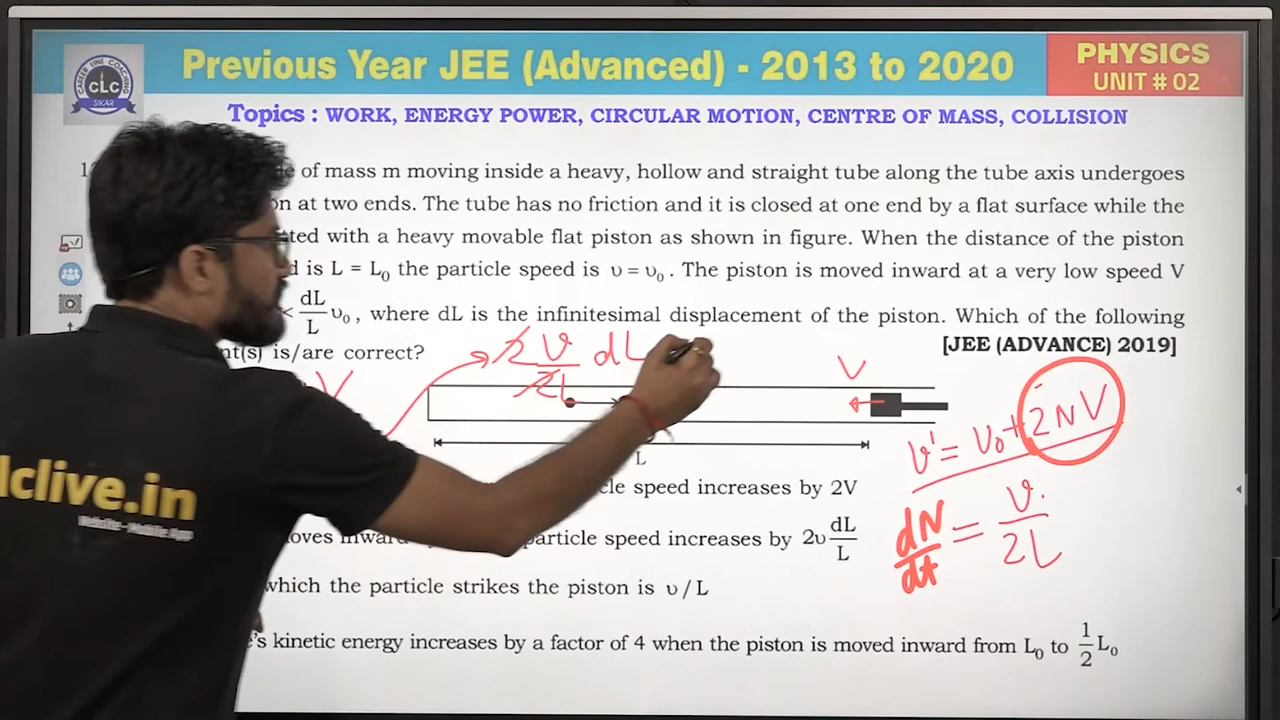 Previous Year JEE (Advanced) - 2013 to 2020
PHYSICS
UNIT # 02
CLC
SIKAR
Topics : WORK, ENERGY POWER, CIRCULAR MOTION, CENTRE OF MASS, COLLISION
of mass m moving inside a heavy, hollow and straight tube along the tube axis undergoes
at two ends. The tube has no friction and it is closed at one end by a flat surface while the
with a heavy movable flat piston as shown in figure. When the distance of the piston
is L = L₀ the particle speed is υ = υ₀. The piston is moved inward at a very low speed V
< dL/L υ₀, where dL is the infinitesimal displacement of the piston. Which of the following
is/are correct?
[JEE (ADVANCE) 2019]
2v/2L dL
V
V
v' = v₀ + 2NV
L
speed increases by 2V
dN/dt = v/2L
particle speed increases by 2υ dL/L
which the particle strikes the piston is υ / L
kinetic energy increases by a factor of 4 when the piston is moved inward from L₀ to 1/2 L₀
clive.in